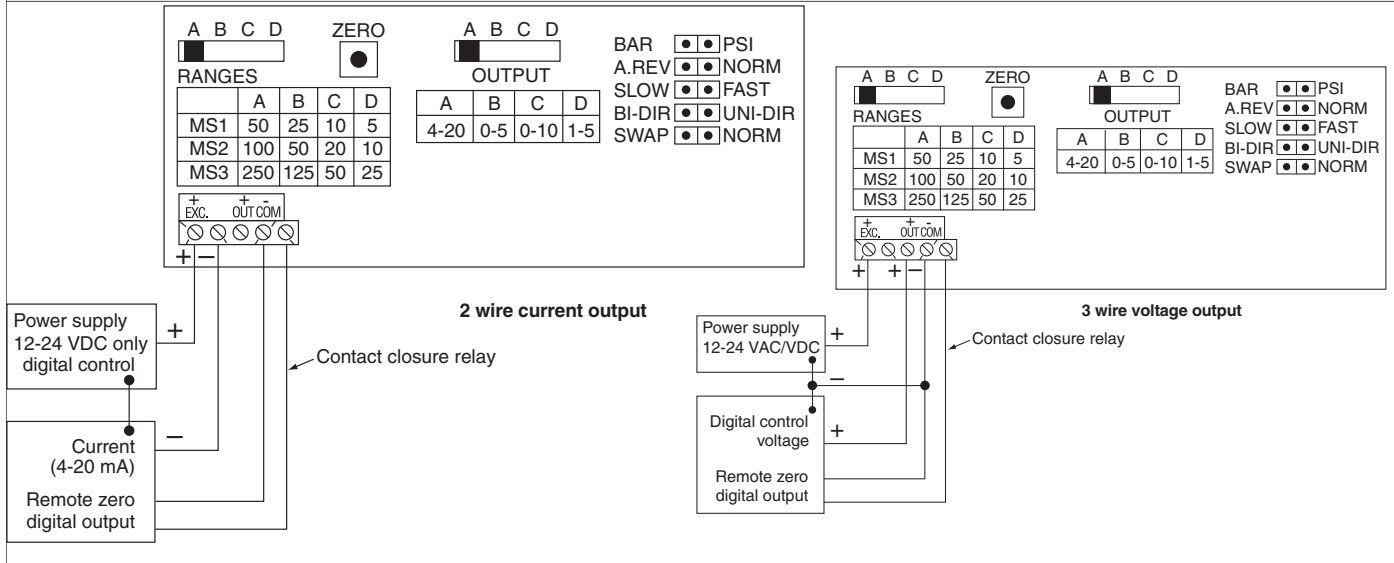 A B C D
ZERO
RANGES
A B C D
MS1 50 25 10 5
MS2 100 50 20 10
MS3 250 125 50 25
A B C D
OUTPUT
A B C D
4-20 0-5 0-10 1-5
BAR PSI
A.REV NORM
SLOW FAST
BI-DIR UNI-DIR
SWAP NORM
+ + -
EXC. OUT COM
+ −
2 wire current output
Power supply
12-24 VDC only
digital control
+
Contact closure relay
−
Current
(4-20 mA)
Remote zero
digital output
A B C D
ZERO
RANGES
A B C D
MS1 50 25 10 5
MS2 100 50 20 10
MS3 250 125 50 25
A B C D
OUTPUT
A B C D
4-20 0-5 0-10 1-5
BAR PSI
A.REV NORM
SLOW FAST
BI-DIR UNI-DIR
SWAP NORM
+ + -
EXC. OUT COM
+ + −
3 wire voltage output
Power supply
12-24 VAC/VDC
+
Contact closure relay
−
Digital control
voltage
+
Remote zero
digital output